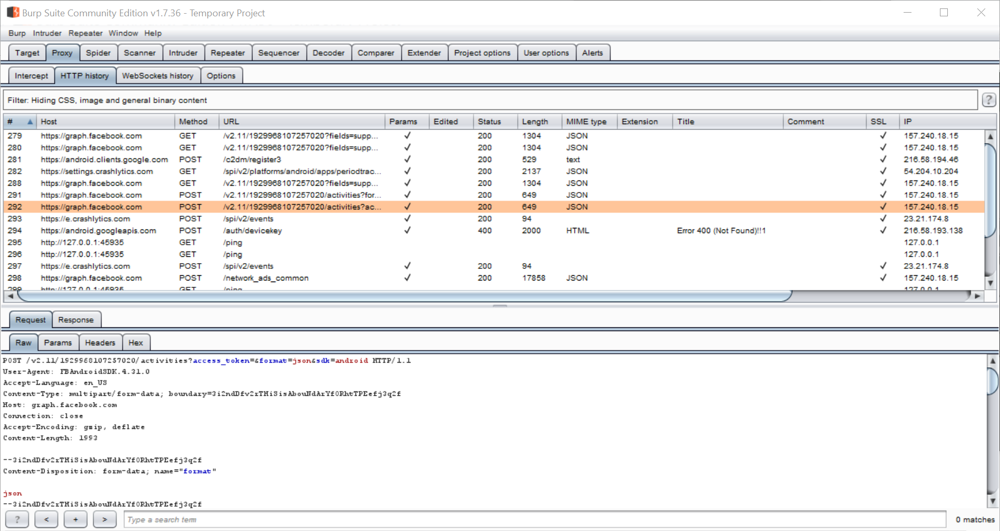 Burp Suite Community Edition v1.7.36 - Temporary Project
Burp Intruder Repeater Window Help
Target Proxy Spider Scanner Intruder Repeater Sequencer Decoder Comparer Extender Project options User options Alerts
Intercept HTTP history WebSockets history Options
Filter: Hiding CSS, image and general binary content ?
# Host Method URL Params Edited Status Length MIME type Extension Title Comment SSL IP
279 https://graph.facebook.com GET /v2.11/1929968107257020?fields=supp... ✓ 200 1304 JSON ✓ 157.240.18.15
280 https://graph.facebook.com GET /v2.11/1929968107257020?fields=supp... ✓ 200 1304 JSON ✓ 157.240.18.15
281 https://android.clients.google.com POST /c2dm/register3 ✓ 200 529 text ✓ 216.58.194.46
282 https://settings.crashlytics.com GET /spi/v2/platforms/android/apps/periodtrac... ✓ 200 2137 JSON ✓ 54.204.10.204
288 https://graph.facebook.com GET /v2.11/1929968107257020?fields=supp... ✓ 200 1304 JSON ✓ 157.240.18.15
291 https://graph.facebook.com POST /v2.11/1929968107257020/activities?for... ✓ 200 649 JSON ✓ 157.240.18.15
292 https://graph.facebook.com POST /v2.11/1929968107257020/activities?ac... ✓ 200 649 JSON ✓ 157.240.18.15
293 https://e.crashlytics.com POST /spi/v2/events ✓ 200 94 ✓ 23.21.174.8
294 https://android.googleapis.com POST /auth/devicekey ✓ 400 2000 HTML Error 400 (Not Found)!!1 ✓ 216.58.193.138
295 http://127.0.0.1:45935 GET /ping 127.0.0.1
296 http://127.0.0.1:45935 GET /ping 127.0.0.1
297 https://e.crashlytics.com POST /spi/v2/events ✓ 200 94 ✓ 23.21.174.8
298 https://graph.facebook.com POST /network_ads_common ✓ 200 17858 JSON ✓ 157.240.18.15
299 http://127.0.0.1:45935 GET /ping 127.0.0.1
Request Response
Raw Params Headers Hex
POST /v2.11/1929968107257020/activities?access_token=&format=json&sdk=android HTTP/1.1
User-Agent: FBAndroidSDK.4.31.0
Accept-Language: en_US
Content-Type: multipart/form-data; boundary=3i2ndDfv2rTHiSisAbouNdArYfORhtTPEefj3q2f
Host: graph.facebook.com
Connection: close
Accept-Encoding: gzip, deflate
Content-Length: 1993
--3i2ndDfv2rTHiSisAbouNdArYfORhtTPEefj3q2f
Content-Disposition: form-data; name="format"
json
--3i2ndDfv2rTHiSisAbouNdArYfORhtTPEefj3q2f
? < + > Type a search term 0 matches